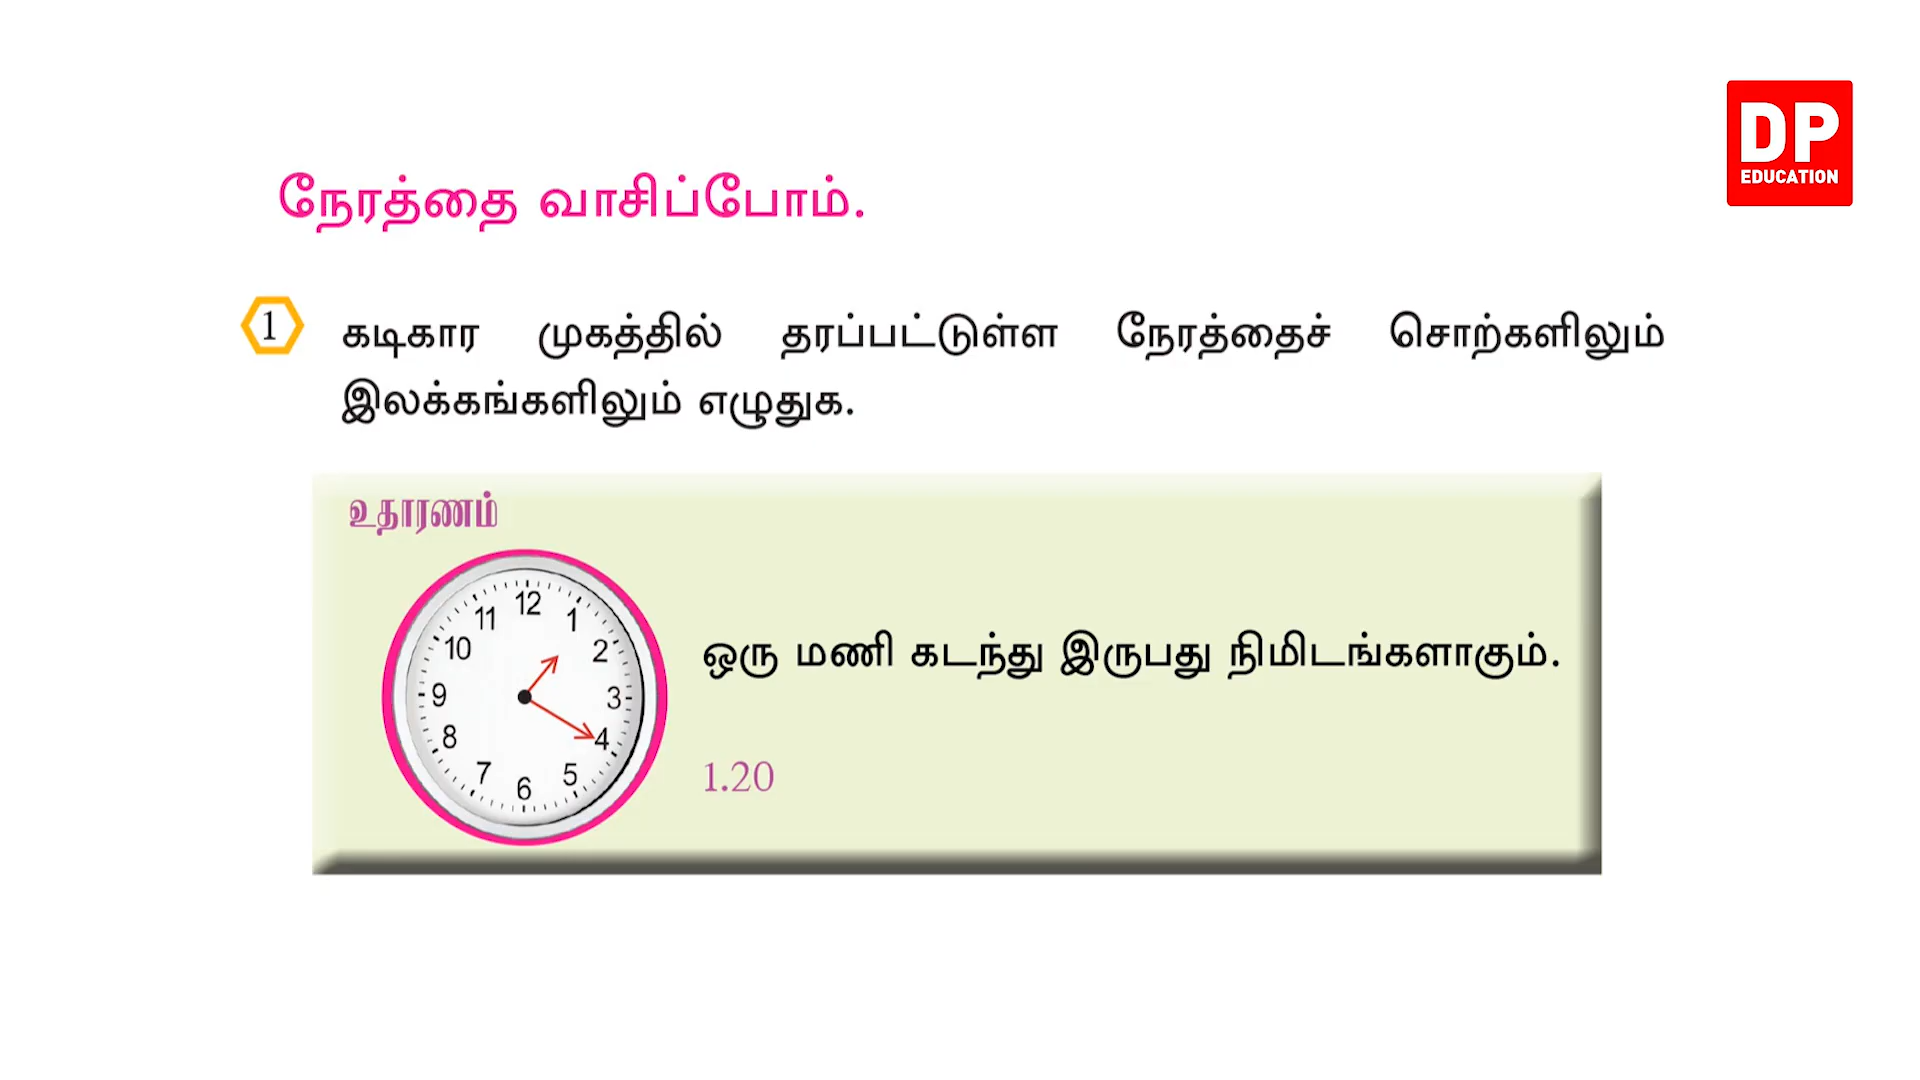 DP
EDUCATION
நேரத்தை வாசிப்போம்.
1 கடிகார முகத்தில் தரப்பட்டுள்ள நேரத்தைச் சொற்களிலும்
இலக்கங்களிலும் எழுதுக.
உதாரணம்
12
11 1
10 2
9 3
8 4
7 5
6
ஒரு மணி கடந்து இருபது நிமிடங்களாகும்.
1.20